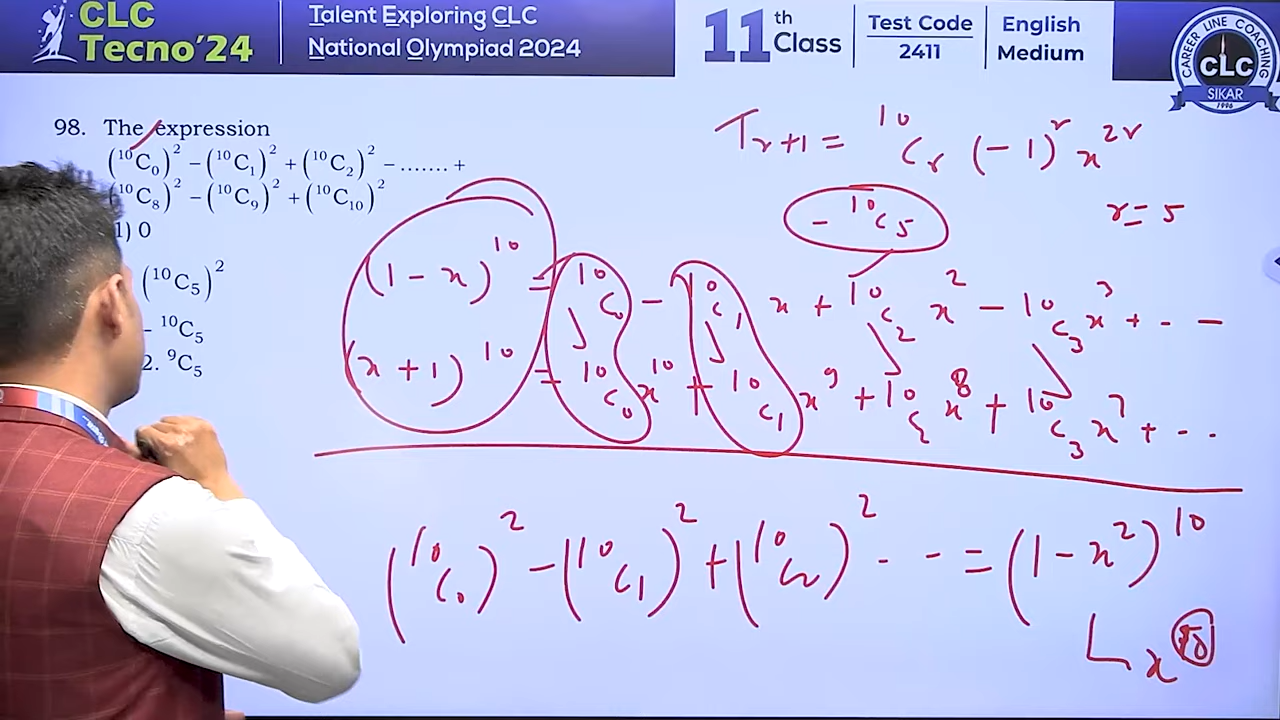 CLC
Tecno'24
Talent Exploring CLC
National Olympiad 2024
11th Class
Test Code
2411
English
Medium
CAREER LINE COACHING
CLC
SIKAR
1996
98. The expression
(¹⁰C₀)² − (¹⁰C₁)² + (¹⁰C₂)² − ....... +
(¹⁰C₈)² − (¹⁰C₉)² + (¹⁰C₁₀)²
1) 0
(¹⁰C₅)²
− ¹⁰C₅
2. ⁹C₅
Tᵣ₊₁ = ¹⁰Cᵣ (−1)ʳ x²ʳ
− ¹⁰C₅
r = 5
(1 − x)¹⁰ = ¹⁰C₀ − ¹⁰C₁ x + ¹⁰C₂ x² − ¹⁰C₃ x³ + - - -
(x + 1)¹⁰ = ¹⁰C₀ x¹⁰ + ¹⁰C₁ x⁹ + ¹⁰C₂ x⁸ + ¹⁰C₃ x⁷ + - -
(¹⁰C₀)² − (¹⁰C₁)² + (¹⁰C₂)² - - - = (1 − x²)¹⁰
x¹⁰